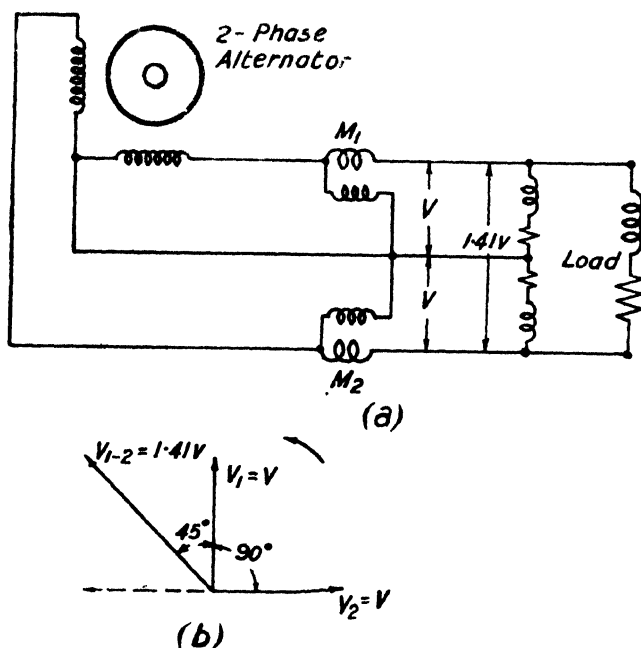 2-Phase
Alternator
M1
V
1.41V
Load
V
M2
(a)
V1-2 = 1.41V
V1 = V
45°
90°
V2 = V
(b)